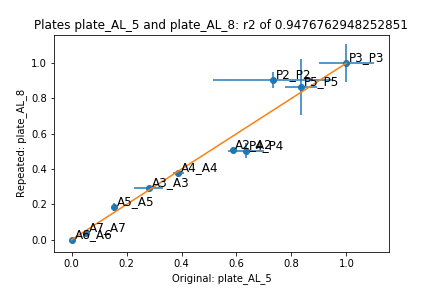 Plates plate_AL_5 and plate_AL_8: r2 of 0.9476762948252851
P3_P3
P2_P2
P5_P5
A2_A2
P4_P4
A4_A4
A3_A3
A5_A5
A7_A7
A6_A6
1.0
0.8
0.6
0.4
0.2
0.0
Repeated: plate_AL_8
0.0 0.2 0.4 0.6 0.8 1.0
Original: plate_AL_5